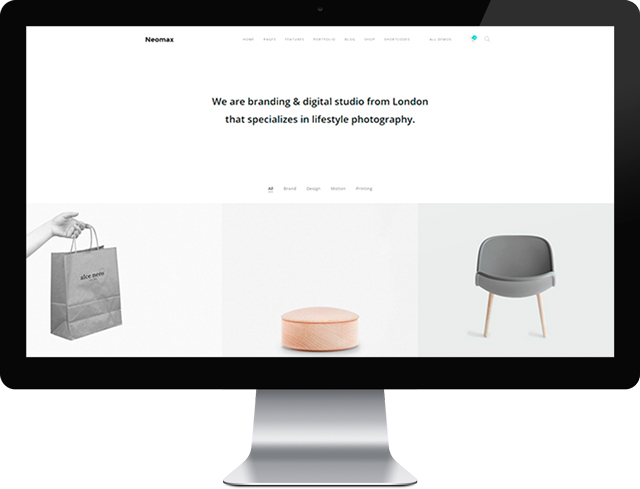 Neomax
HOME PAGES FEATURES PORTFOLIO BLOG SHOP SHORTCODES ALL DEMOS
We are branding & digital studio from London
that specializes in lifestyle photography.
All Brand Design Motion Printing
alice nero